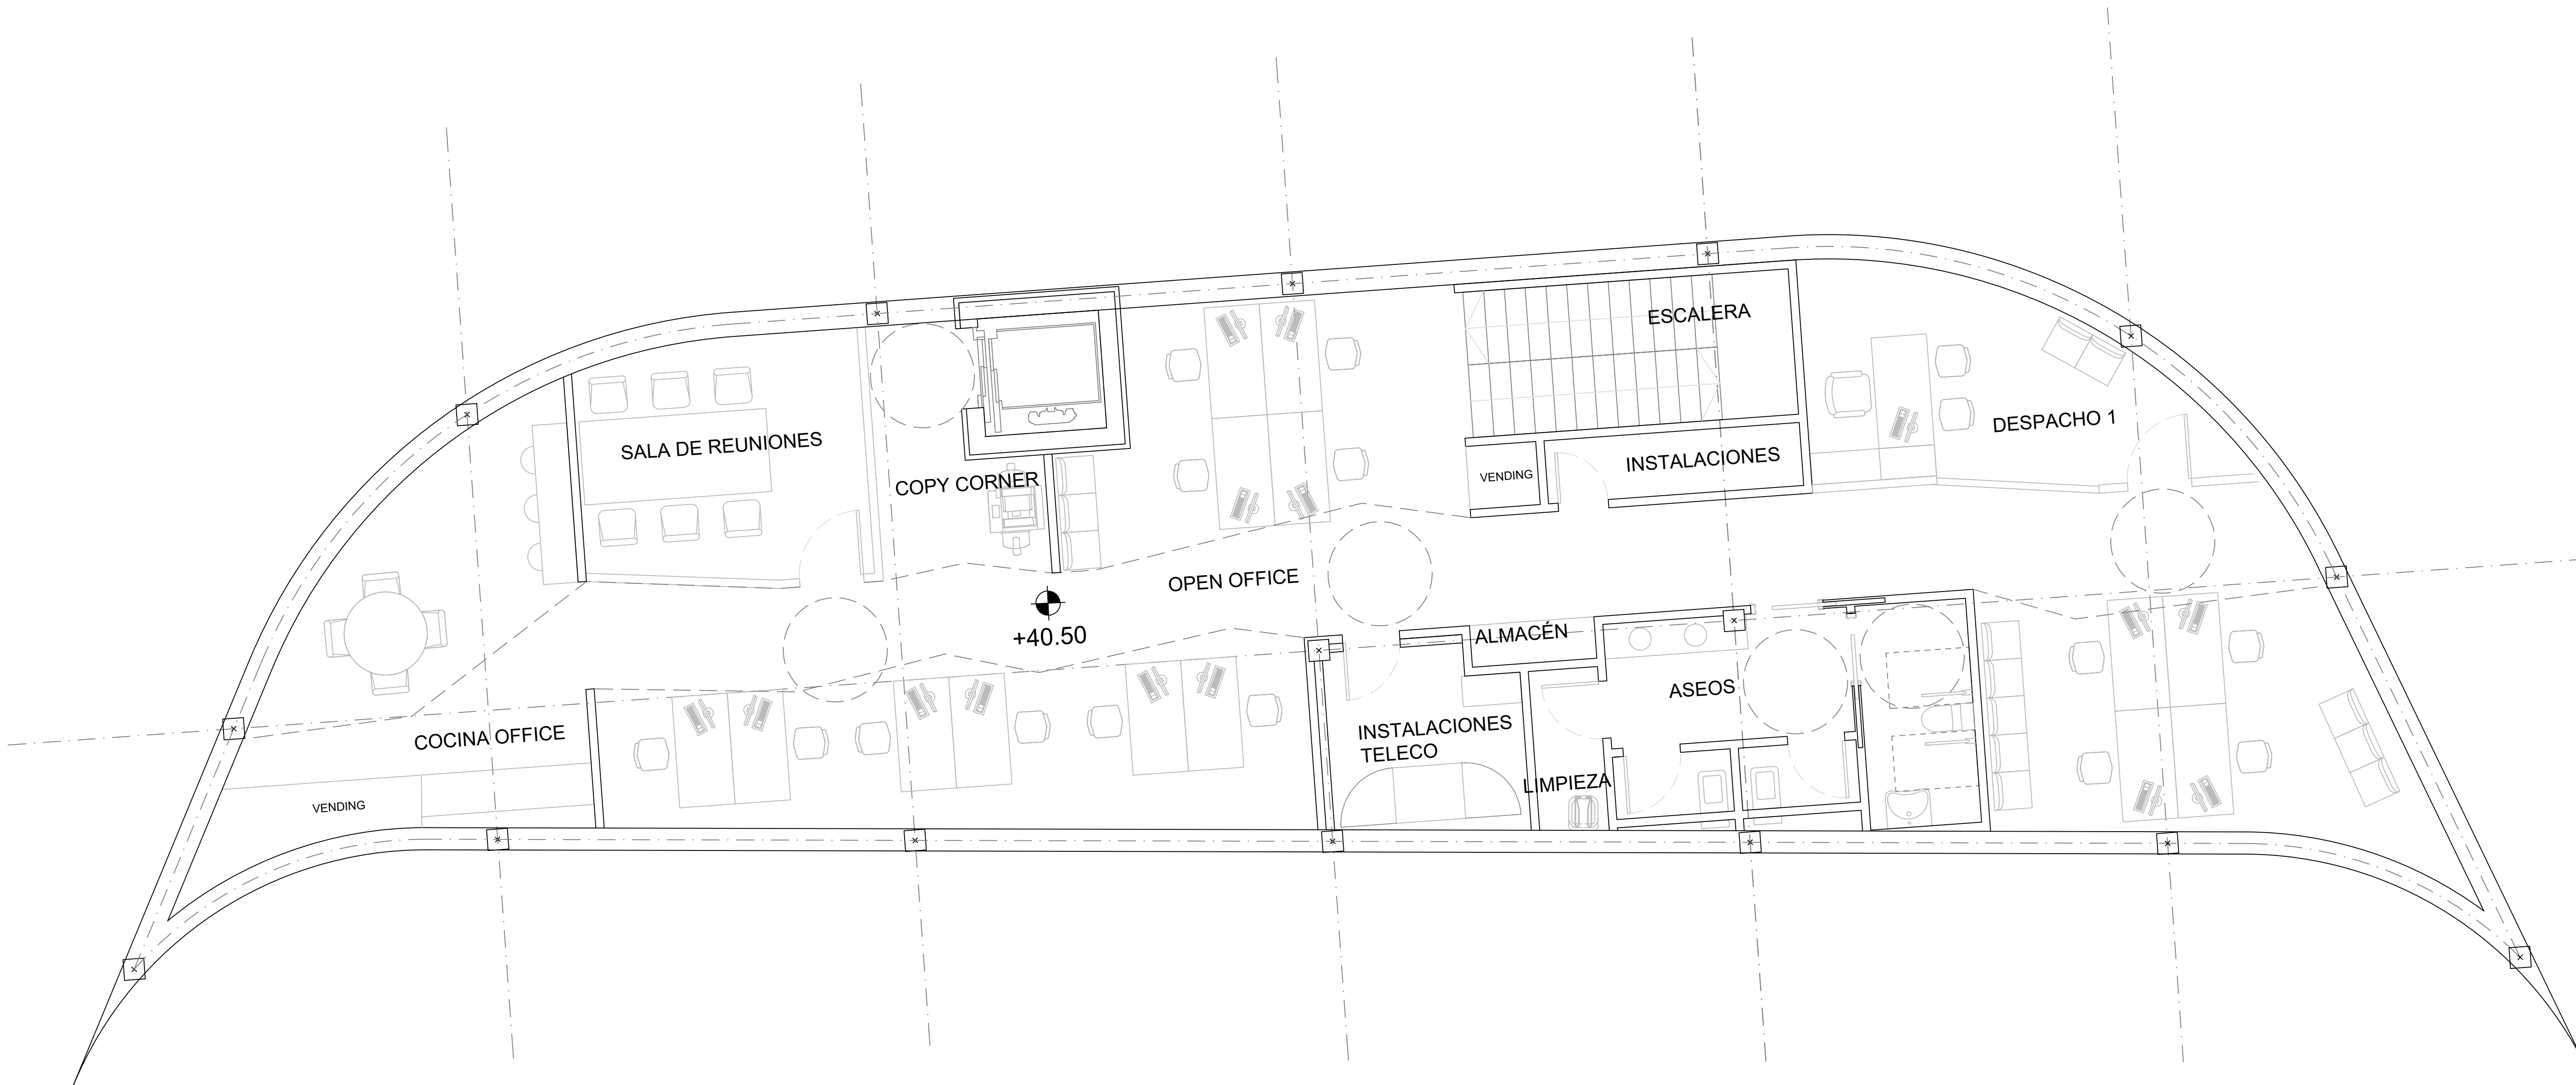 ESCALERA
DESPACHO 1
SALA DE REUNIONES
INSTALACIONES
VENDING
COPY CORNER
OPEN OFFICE
+40.50
ALMACÉN
ASEOS
INSTALACIONES
TELECO
COCINA OFFICE
LIMPIEZA
VENDING